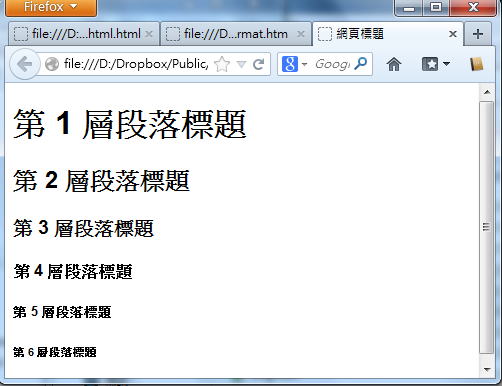 Firefox
file:///D:...html.html
file:///D...rmat.htm
網頁標題
file:///D:/Dropbox/Public/
Googl
第 1 層段落標題
第 2 層段落標題
第 3 層段落標題
第 4 層段落標題
第 5 層段落標題
第 6 層段落標題